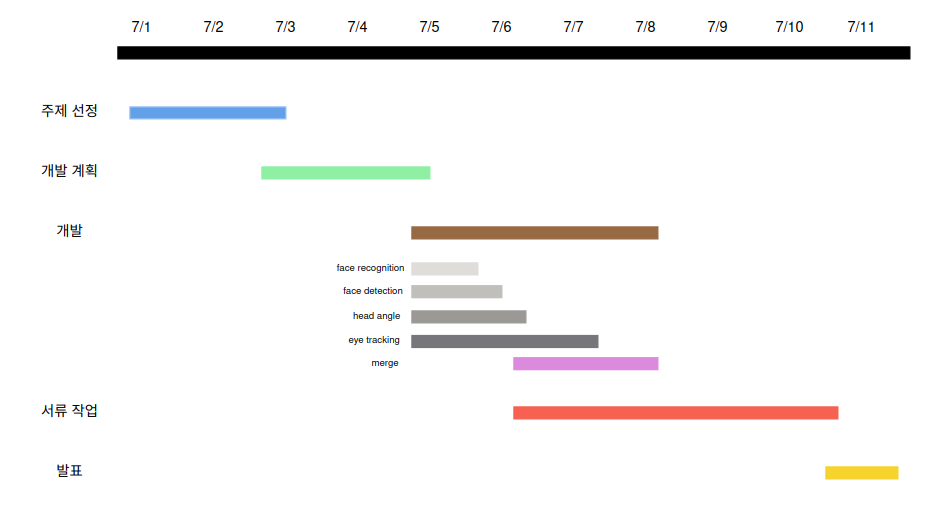 7/1 7/2 7/3 7/4 7/5 7/6 7/7 7/8 7/9 7/10 7/11
주제 선정
개발 계획
개발
face recognition
face detection
head angle
eye tracking
merge
서류 작업
발표